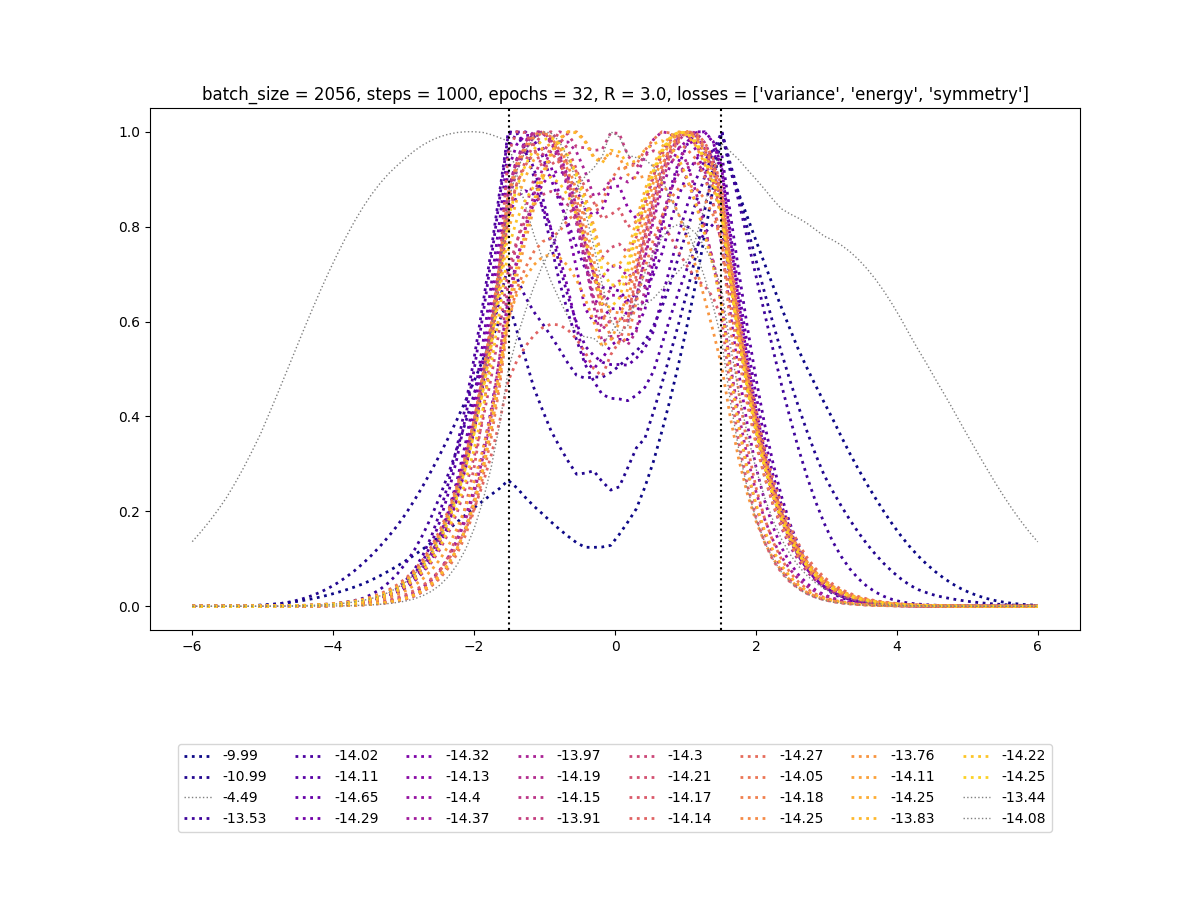 batch_size = 2056, steps = 1000, epochs = 32, R = 3.0, losses = ['variance', 'energy', 'symmetry']
1.0
0.8
0.6
0.4
0.2
0.0
−6 −4 −2 0 2 4 6
-9.99 -14.02 -14.32 -13.97 -14.3 -14.27 -13.76 -14.22
-10.99 -14.11 -14.13 -14.19 -14.21 -14.05 -14.11 -14.25
-4.49 -14.65 -14.4 -14.15 -14.17 -14.18 -14.25 -13.44
-13.53 -14.29 -14.37 -13.91 -14.14 -14.25 -13.83 -14.08